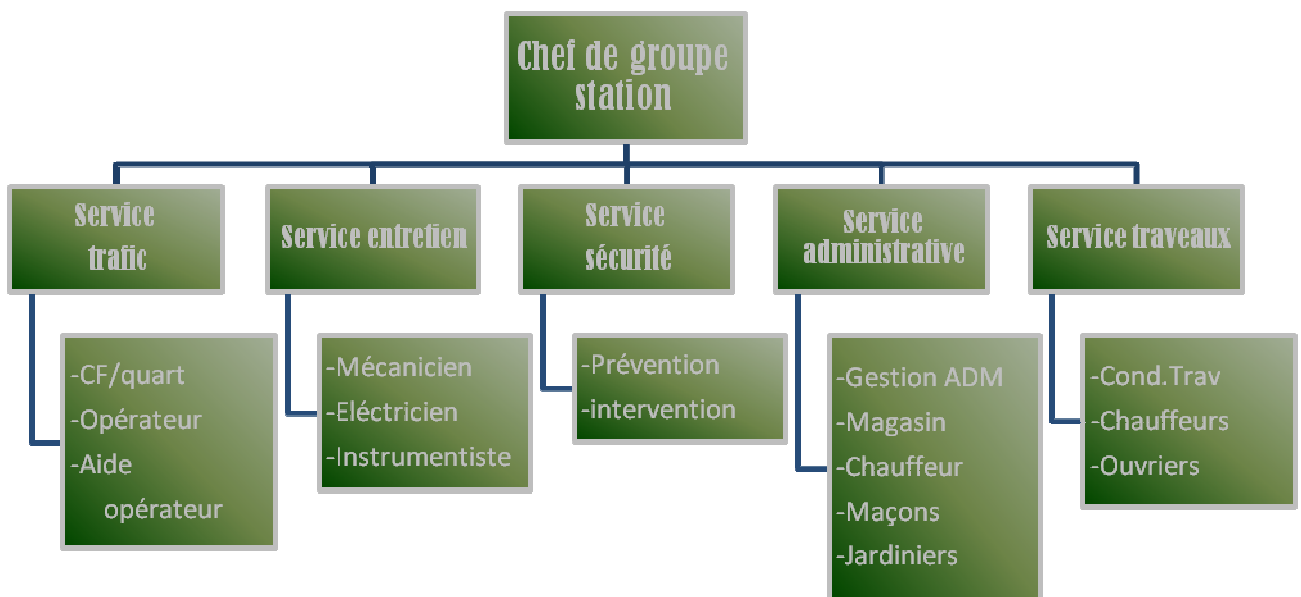 Chef de groupe
station
Service
trafic
Service entretien
Service
sécurité
Service
administrative
Service traveaux
-CF/quart
-Opérateur
-Aide
opérateur
-Mécanicien
-Eléctricien
-Instrumentiste
-Prévention
-intervention
-Gestion ADM
-Magasin
-Chauffeur
-Maçons
-Jardiniers
-Cond.Trav
-Chauffeurs
-Ouvriers